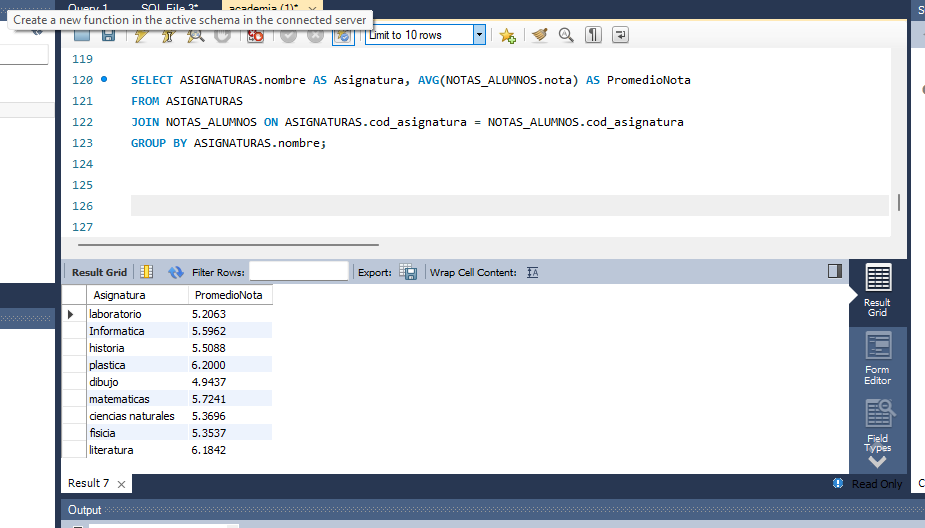 Query 1 SQL File 3* academia (1)*
Create a new function in the active schema in the connected server
Limit to 10 rows
119
120 SELECT ASIGNATURAS.nombre AS Asignatura, AVG(NOTAS_ALUMNOS.nota) AS PromedioNota
121 FROM ASIGNATURAS
122 JOIN NOTAS_ALUMNOS ON ASIGNATURAS.cod_asignatura = NOTAS_ALUMNOS.cod_asignatura
123 GROUP BY ASIGNATURAS.nombre;
124
125
126
127
Result Grid Filter Rows: Export: Wrap Cell Content:
Asignatura PromedioNota
laboratorio 5.2063
Informatica 5.5962
historia 5.5088
plastica 6.2000
dibujo 4.9437
matematicas 5.7241
ciencias naturales 5.3696
fisicia 5.3537
literatura 6.1842
Result
Grid
Form
Editor
Field
Types
Result 7 Read Only
Output